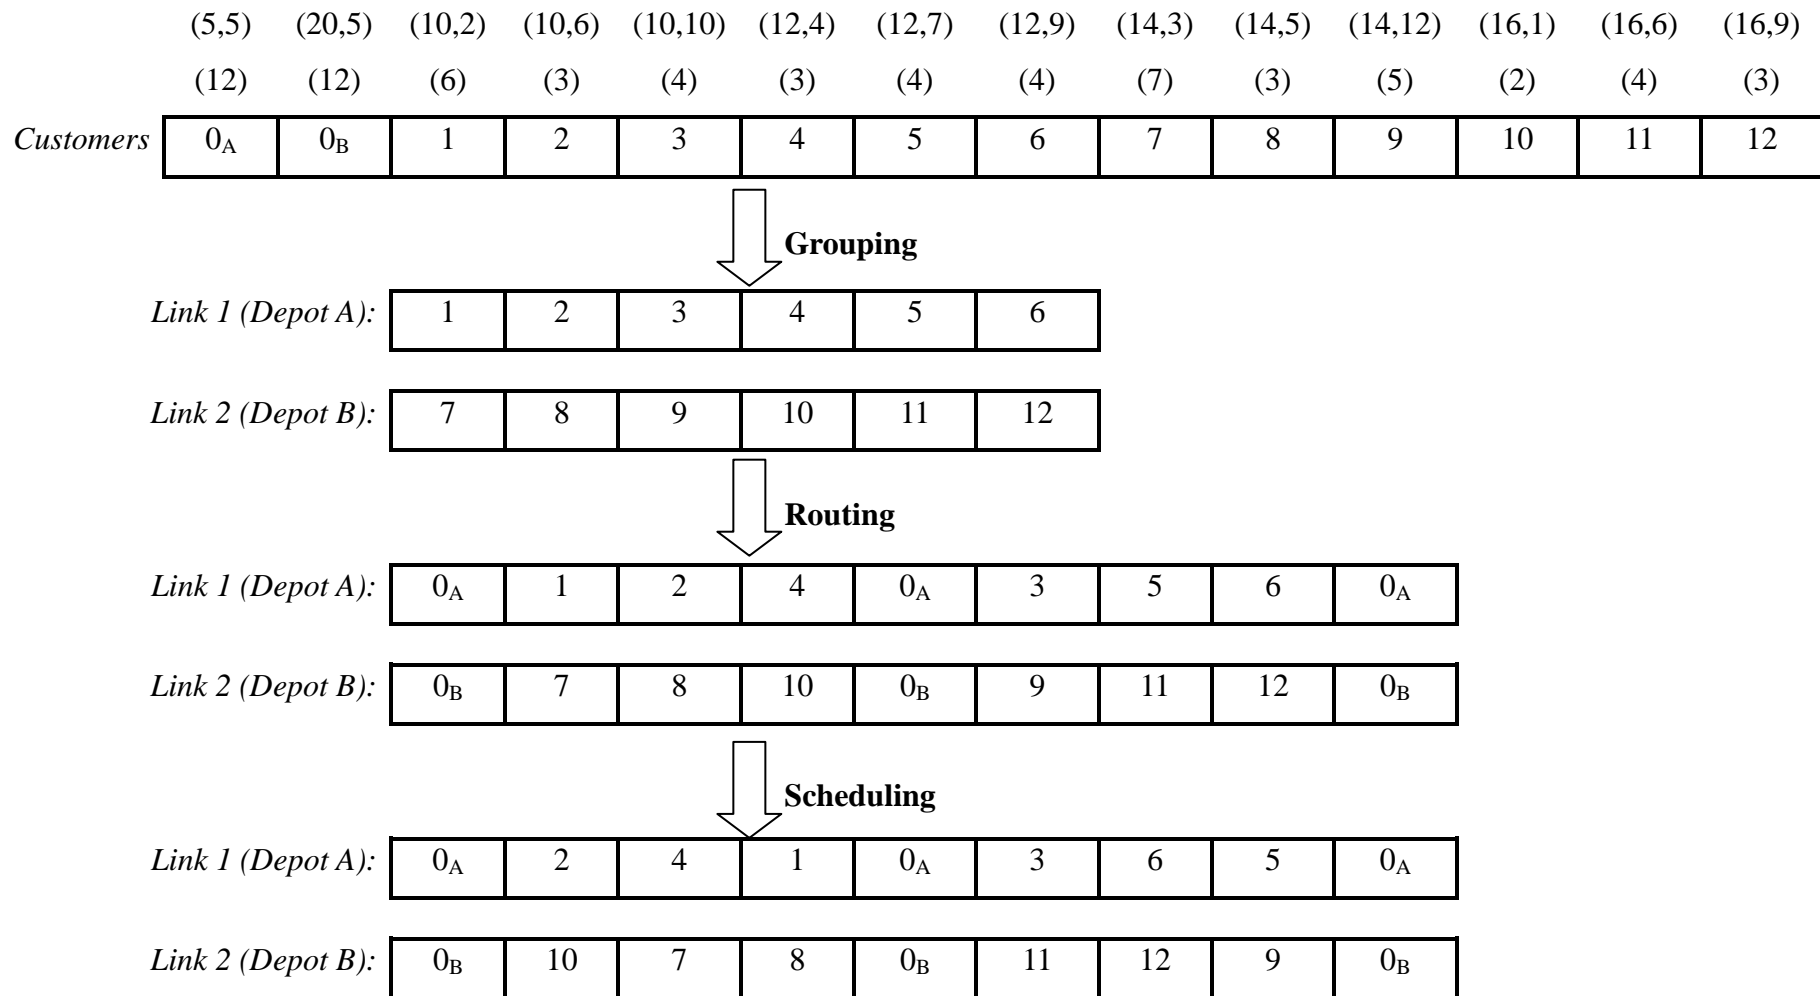 (5,5) (20,5) (10,2) (10,6) (10,10) (12,4) (12,7) (12,9) (14,3) (14,5) (14,12) (16,1) (16,6) (16,9)
(12) (12) (6) (3) (4) (3) (4) (4) (7) (3) (5) (2) (4) (3)
Customers 0A 0B 1 2 3 4 5 6 7 8 9 10 11 12
Grouping
Link 1 (Depot A): 1 2 3 4 5 6
Link 2 (Depot B): 7 8 9 10 11 12
Routing
Link 1 (Depot A): 0A 1 2 4 0A 3 5 6 0A
Link 2 (Depot B): 0B 7 8 10 0B 9 11 12 0B
Scheduling
Link 1 (Depot A): 0A 2 4 1 0A 3 6 5 0A
Link 2 (Depot B): 0B 10 7 8 0B 11 12 9 0B